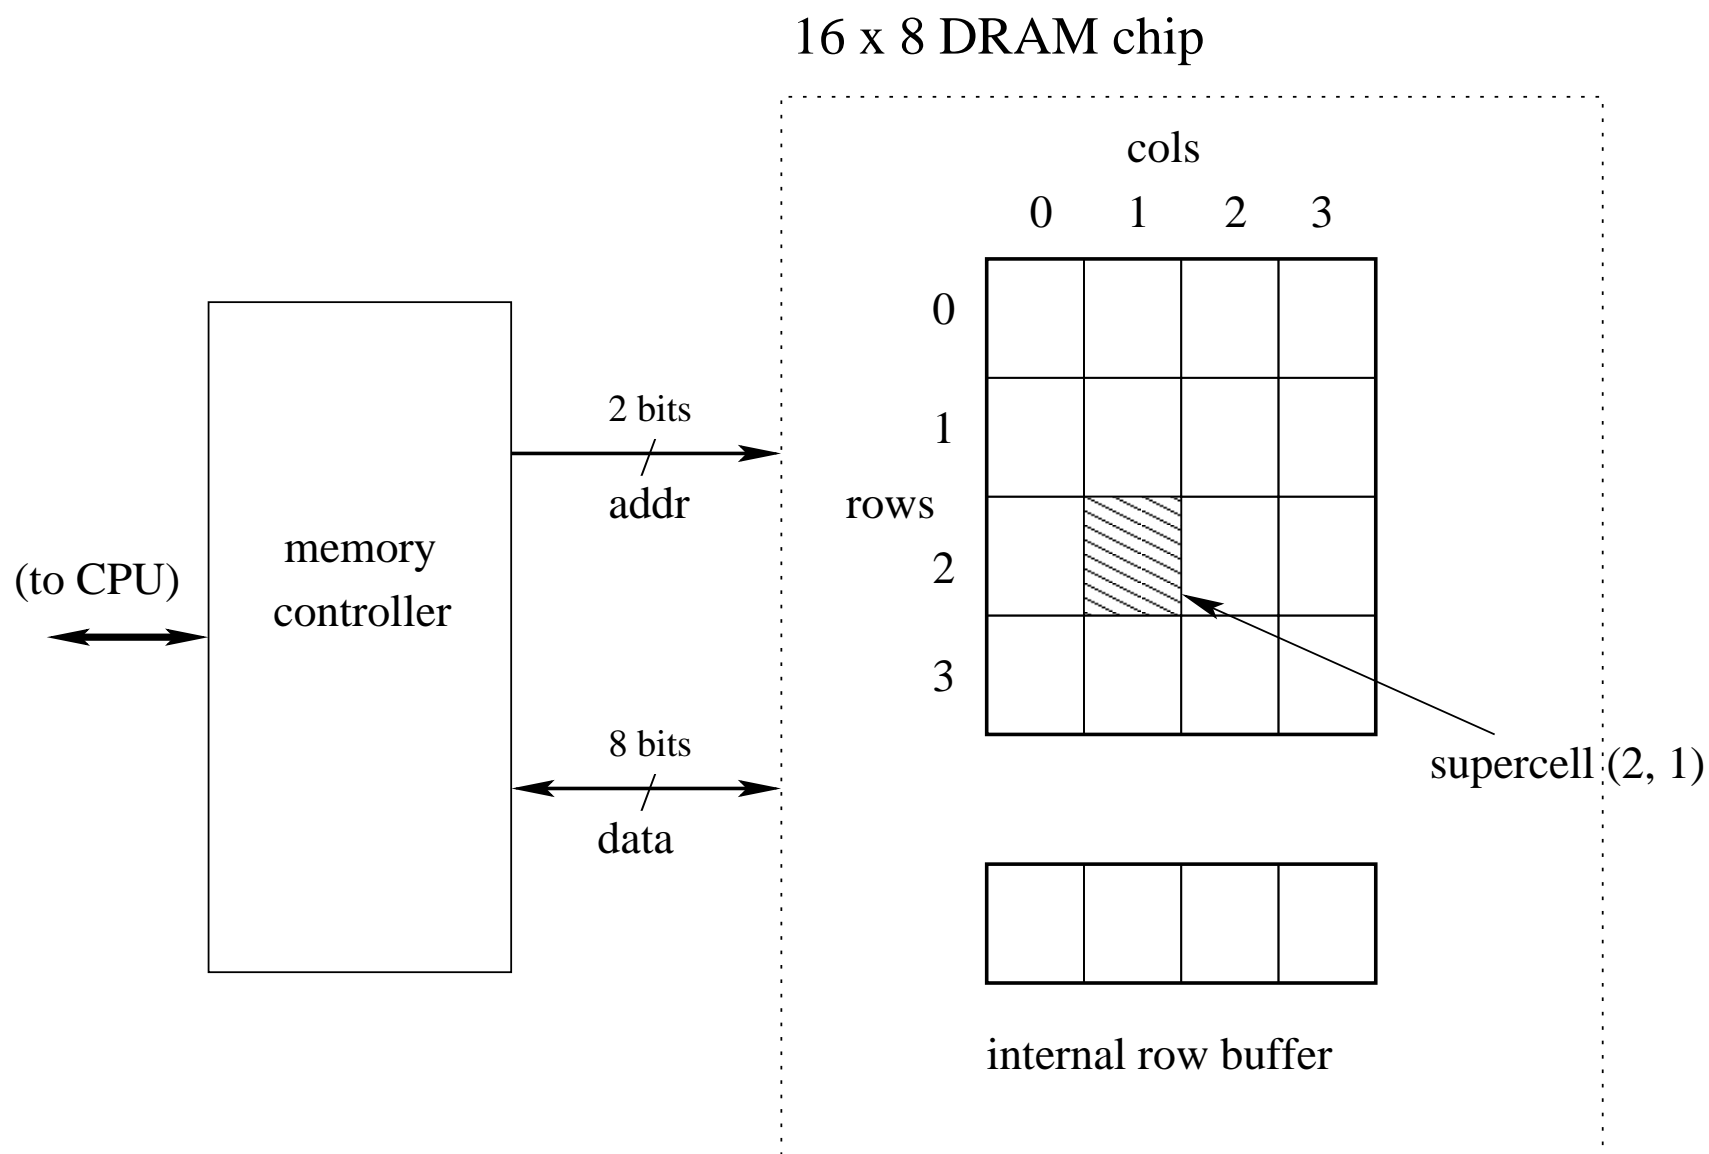 16 x 8 DRAM chip
cols
0 1 2 3
0
1
rows
2
3
2 bits
addr
memory
controller
(to CPU)
8 bits
data
supercell (2, 1)
internal row buffer